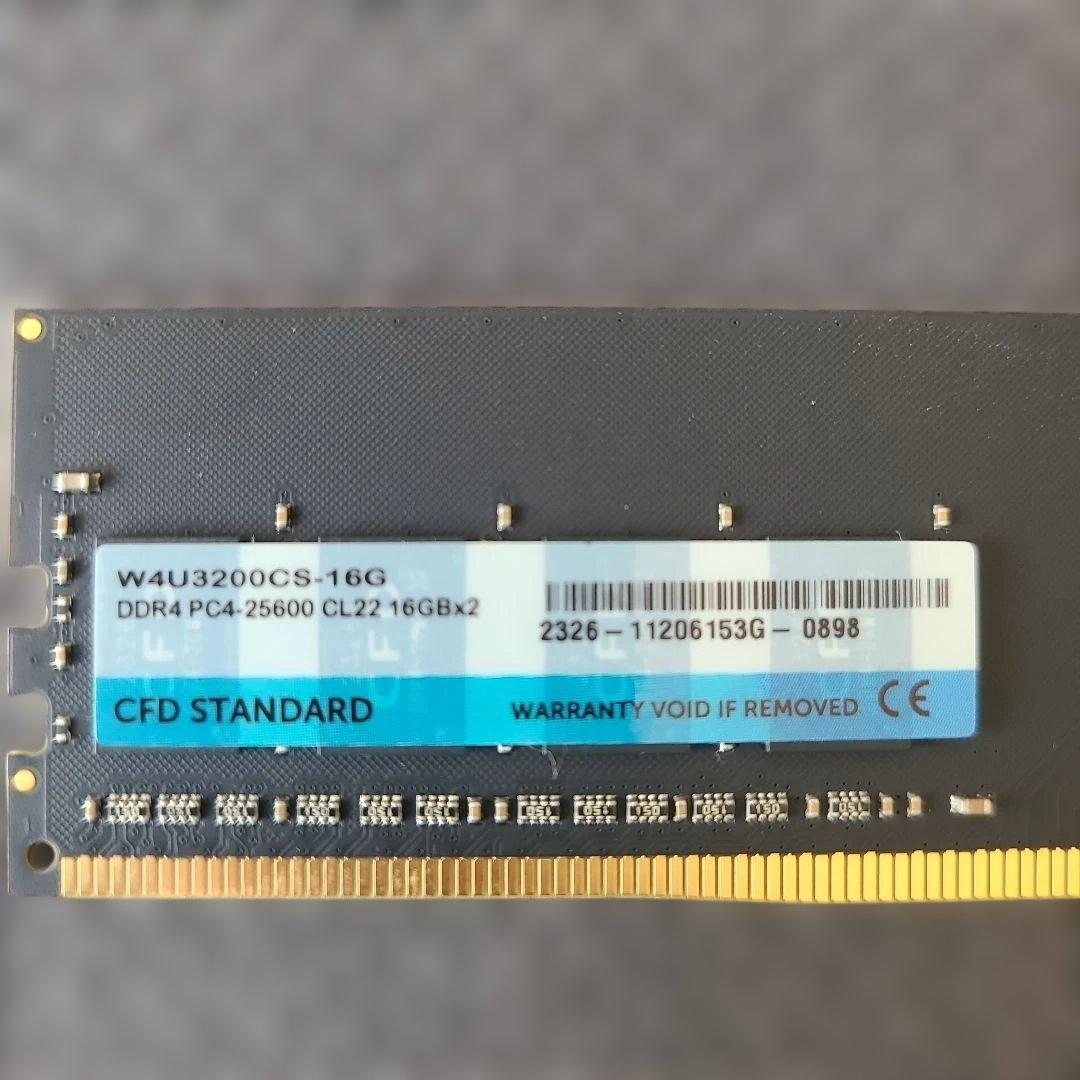 W4U3200CS-16G
DDR4 PC4-25600 CL22 16GBx2
2326-11206153G-0898
CFD STANDARD
WARRANTY VOID IF REMOVED CE